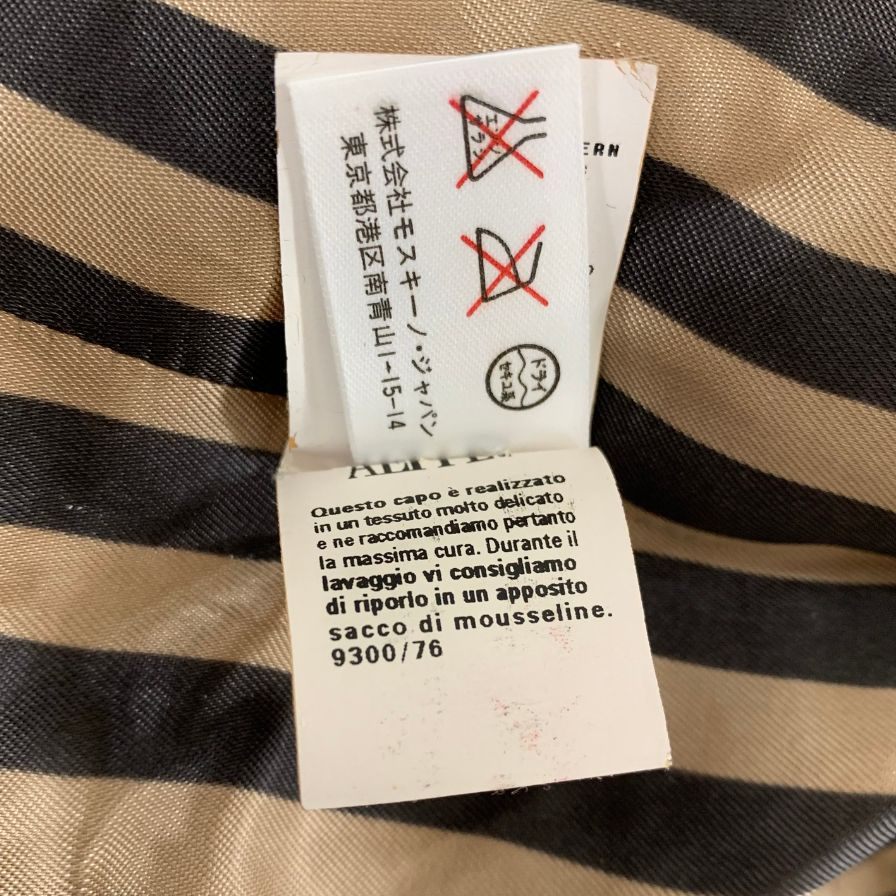 エンソ
サラシ
ドライ
セキユ系
株式会社モスキーノ・ジャパン
東京都港区南青山1-15-14
ERN
Questo capo è realizzato
in un tessuto molto delicato
e ne raccomandiamo pertanto
la massima cura. Durante il
lavaggio vi consigliamo
di riporlo in un apposito
sacco di mousseline.
9300/76